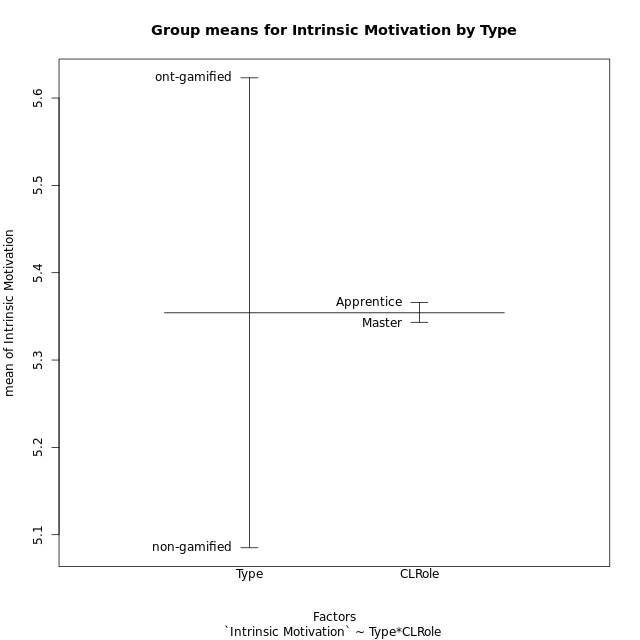 Group means for Intrinsic Motivation by Type
mean of Intrinsic Motivation
5.6
5.5
5.4
5.3
5.2
5.1
ont-gamified
Apprentice
Master
non-gamified
Type
CLRole
Factors
`Intrinsic Motivation` ~ Type*CLRole